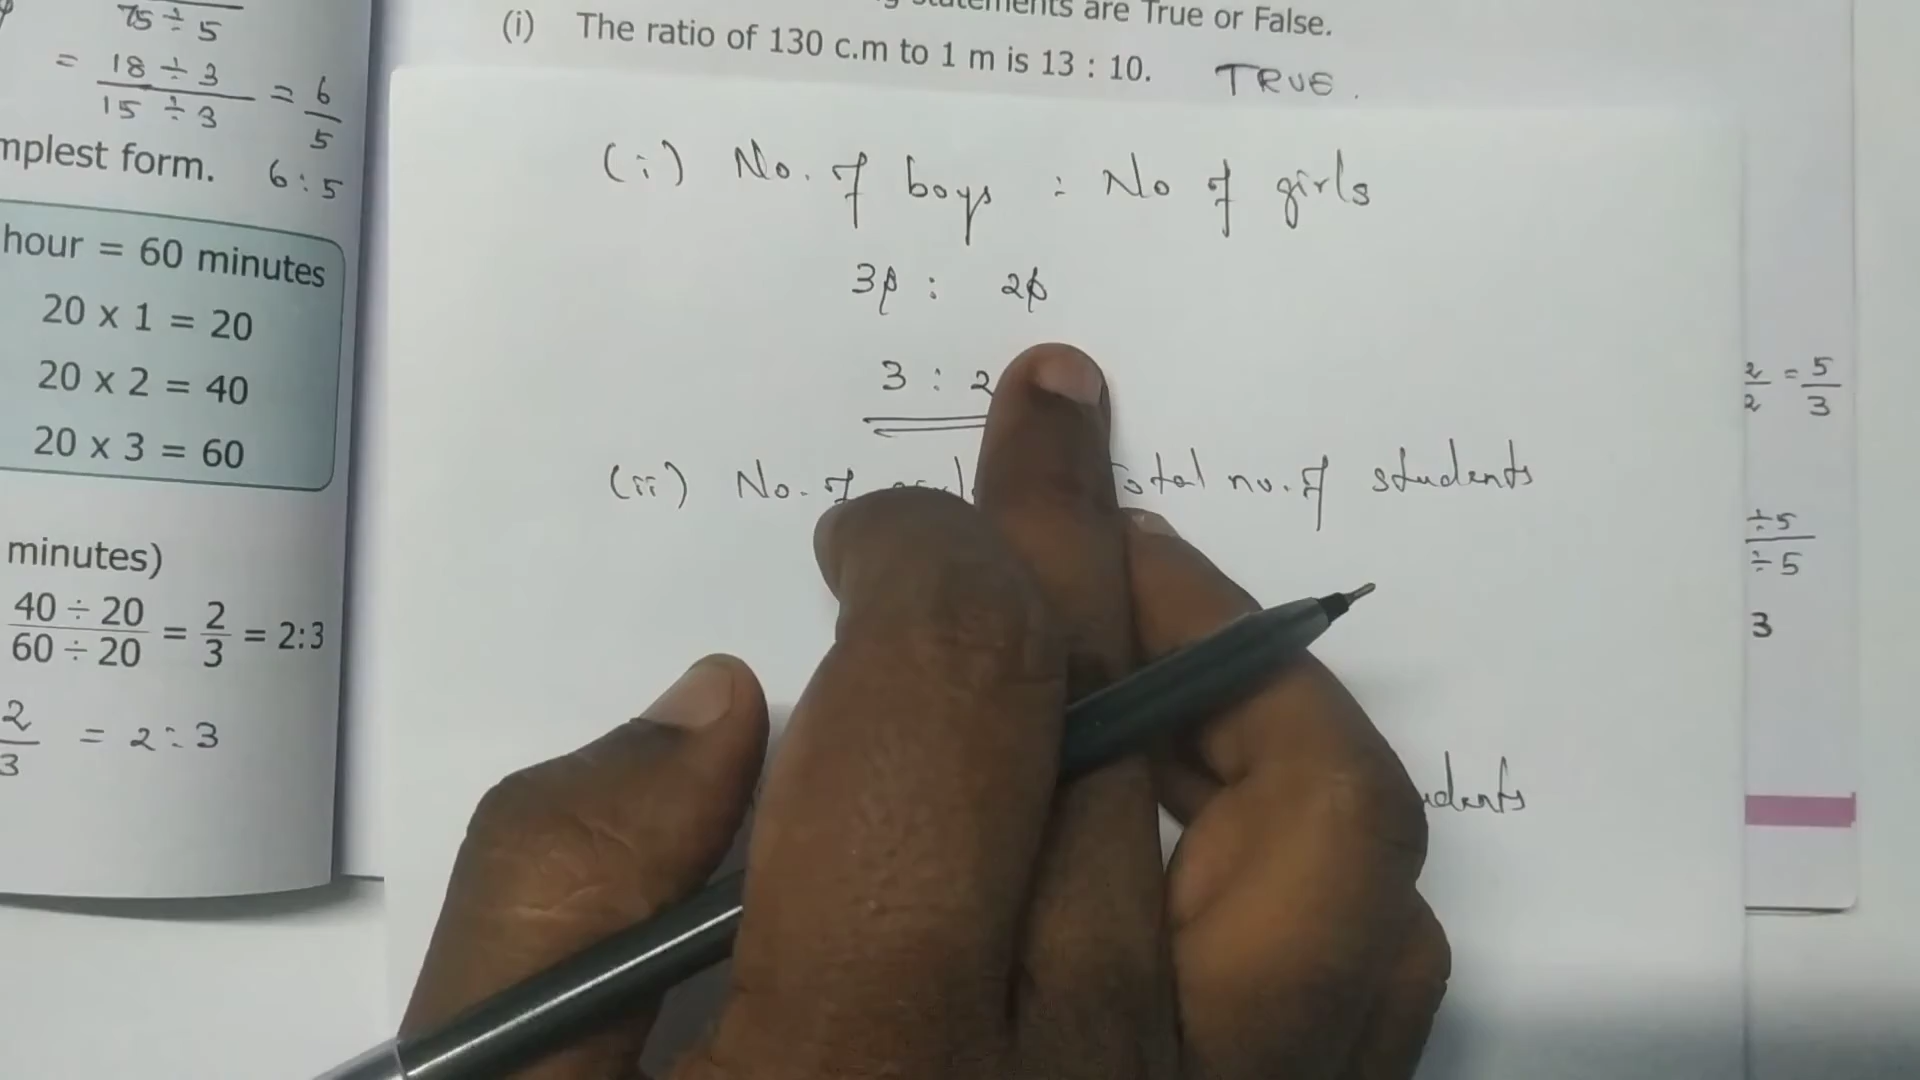 75 ÷ 5
= 18 ÷ 3 / 15 ÷ 3 = 6/5
mplest form. 6 : 5
hour = 60 minutes
20 x 1 = 20
20 x 2 = 40
20 x 3 = 60
minutes)
40 ÷ 20 / 60 ÷ 20 = 2/3 = 2:3
2/3 = 2 : 3
statements are True or False.
(i) The ratio of 130 c.m to 1 m is 13 : 10. TRUE.
(i) No. of boys : No of girls
30 : 20
3 : 2
(ii) No. of Total no. of students
udents
2/2 = 5/3
÷5 / ÷5
3